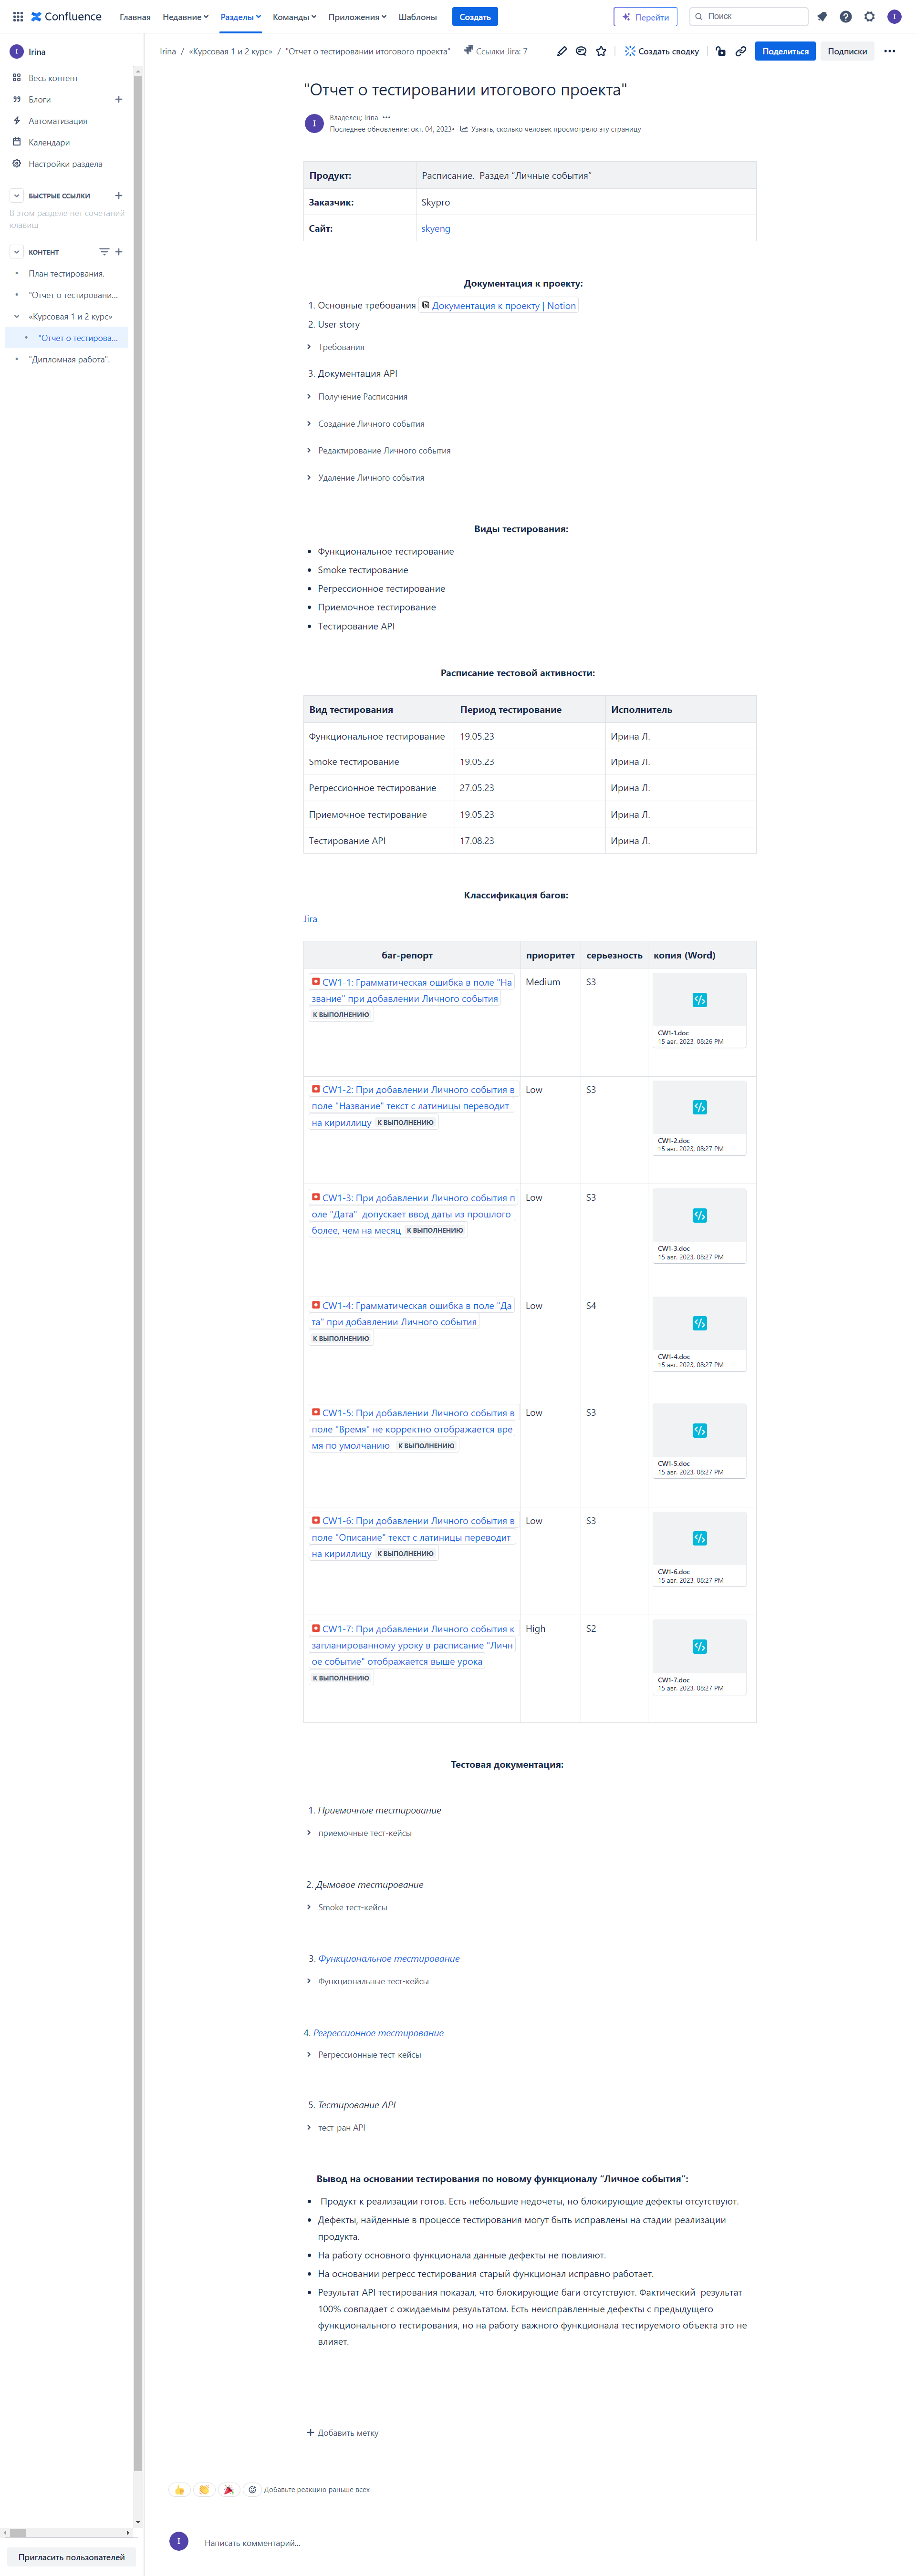 Confluence Главная Недавние Разделы Команды Приложения Шаблоны Создать Перейти Поиск I
I Irina
Весь контент
Блоги
Автоматизация
Календари
Настройки раздела
БЫСТРЫЕ ССЫЛКИ
В этом разделе нет сочетаний
клавиш
КОНТЕНТ
План тестирования.
"Отчет о тестировани...
«Курсовая 1 и 2 курс»
"Отчет о тестирова...
"Дипломная работа".
Пригласить пользователей
Irina / «Курсовая 1 и 2 курс» / "Отчет о тестировании итогового проекта" Ссылки Jira: 7 Создать сводку Поделиться Подписки
"Отчет о тестировании итогового проекта"
I Владелец: Irina
Последнее обновление: окт. 04, 2023• Узнать, сколько человек просмотрело эту страницу
Продукт: Расписание. Раздел “Личные события”
Заказчик: Skypro
Сайт: skyeng
Документация к проекту:
1. Основные требования Документация к проекту | Notion
2. User story
Требования
3. Документация API
Получение Расписания
Создание Личного события
Редактирование Личного события
Удаление Личного события
Виды тестирования:
• Функциональное тестирование
• Smoke тестирование
• Регрессионное тестирование
• Приемочное тестирование
• Тестирование API
Расписание тестовой активности:
Вид тестирования Период тестирование Исполнитель
Функциональное тестирование 19.05.23 Ирина Л.
Smoke тестирование 19.05.23 Ирина Л.
Регрессионное тестирование 27.05.23 Ирина Л.
Приемочное тестирование 19.05.23 Ирина Л.
Тестирование API 17.08.23 Ирина Л.
Классификация багов:
Jira
баг-репорт приоритет серьезность копия (Word)
CW1-1: Грамматическая ошибка в поле "На Medium S3
звание" при добавлении Личного события
К ВЫПОЛНЕНИЮ
CW1-1.doc
15 авг. 2023, 08:26 PM
CW1-2: При добавлении Личного события в Low S3
поле "Название" текст с латиницы переводит
на кириллицу К ВЫПОЛНЕНИЮ
CW1-2.doc
15 авг. 2023, 08:27 PM
CW1-3: При добавлении Личного события п Low S3
оле "Дата" допускает ввод даты из прошлого
более, чем на месяц К ВЫПОЛНЕНИЮ
CW1-3.doc
15 авг. 2023, 08:27 PM
CW1-4: Грамматическая ошибка в поле "Да Low S4
та" при добавлении Личного события
К ВЫПОЛНЕНИЮ
CW1-4.doc
15 авг. 2023, 08:27 PM
CW1-5: При добавлении Личного события в Low S3
поле "Время" не корректно отображается вре
мя по умолчанию К ВЫПОЛНЕНИЮ
CW1-5.doc
15 авг. 2023, 08:27 PM
CW1-6: При добавлении Личного события в Low S3
поле "Описание" текст с латиницы переводит
на кириллицу К ВЫПОЛНЕНИЮ
CW1-6.doc
15 авг. 2023, 08:27 PM
CW1-7: При добавлении Личного события к High S2
запланированному уроку в расписание "Личн
ое событие" отображается выше урока
К ВЫПОЛНЕНИЮ
CW1-7.doc
15 авг. 2023, 08:27 PM
Тестовая документация:
1. Приемочные тестирование
приемочные тест-кейсы
2. Дымовое тестирование
Smoke тест-кейсы
3. Функциональное тестирование
Функциональные тест-кейсы
4. Регрессионное тестирование
Регрессионные тест-кейсы
5. Тестирование API
тест-ран API
Вывод на основании тестирования по новому функционалу “Личное события”:
• Продукт к реализации готов. Есть небольшие недочеты, но блокирующие дефекты отсутствуют.
• Дефекты, найденные в процессе тестирования могут быть исправлены на стадии реализации
продукта.
• На работу основного функционала данные дефекты не повлияют.
• На основании регресс тестирования старый функционал исправно работает.
• Результат API тестирования показал, что блокирующие баги отсутствуют. Фактический результат
100% совпадает с ожидаемым результатом. Есть неисправленные дефекты с предыдущего
функционального тестирования, но на работу важного функционала тестируемого объекта это не
влияет.
Добавить метку
Добавьте реакцию раньше всех
I Написать комментарий...